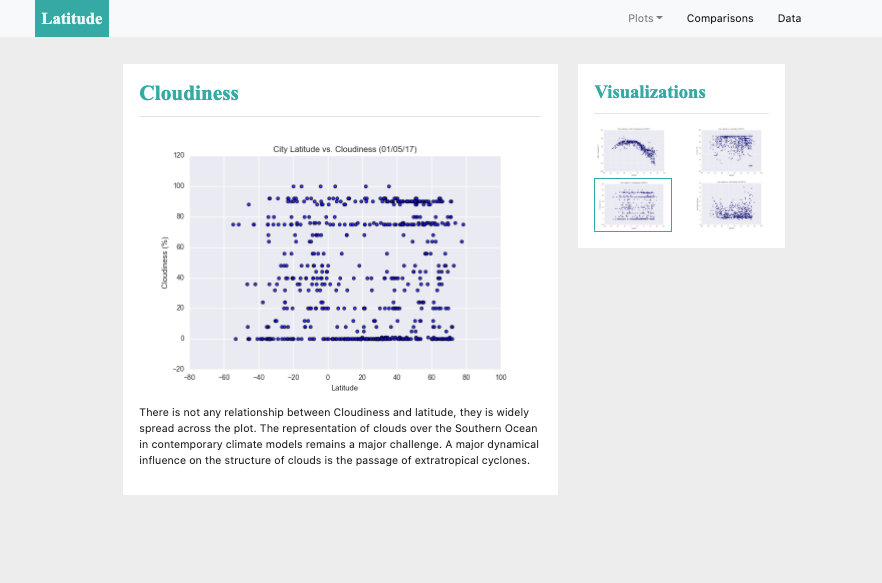 Latitude
Plots
Comparisons
Data
Cloudiness
City Latitude vs. Cloudiness (01/05/17)
120
100
80
60
40
20
0
−20
Cloudiness (%)
−80 −60 −40 −20 0 20 40 60 80 100
Latitude
There is not any relationship between Cloudiness and latitude, they is widely
spread across the plot. The representation of clouds over the Southern Ocean
in contemporary climate models remains a major challenge. A major dynamical
influence on the structure of clouds is the passage of extratropical cyclones.
Visualizations